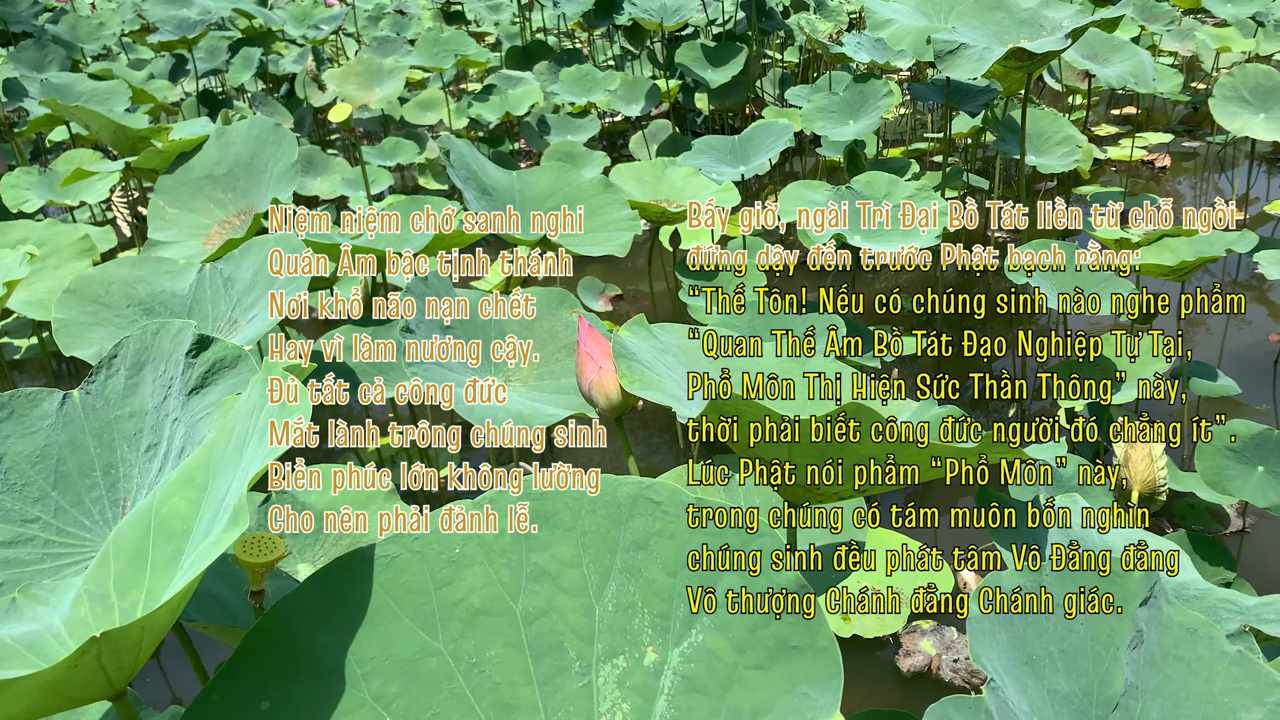 Niệm niệm chớ sanh nghi
Quán Âm bậc tịnh thánh
Nơi khổ não nạn chết
Hay vì làm nương cậy.
Đủ tất cả công đức
Mắt lành trông chúng sinh
Biển phúc lớn không lường
Cho nên phải đảnh lễ.
Bấy giờ, ngài Trì Đại Bồ Tát liền từ chỗ ngồi
đứng dậy đến trước Phật bạch rằng:
“Thế Tôn! Nếu có chúng sinh nào nghe phẩm
“Quan Thế Âm Bồ Tát Đạo Nghiệp Tự Tại,
Phổ Môn Thị Hiện Sức Thần Thông” này,
thời phải biết công đức người đó chẳng ít”.
Lúc Phật nói phẩm “Phổ Môn” này,
trong chúng có tám muôn bốn nghìn
chúng sinh đều phát tâm Vô Đẳng đẳng
Vô thượng Chánh đẳng Chánh giác.